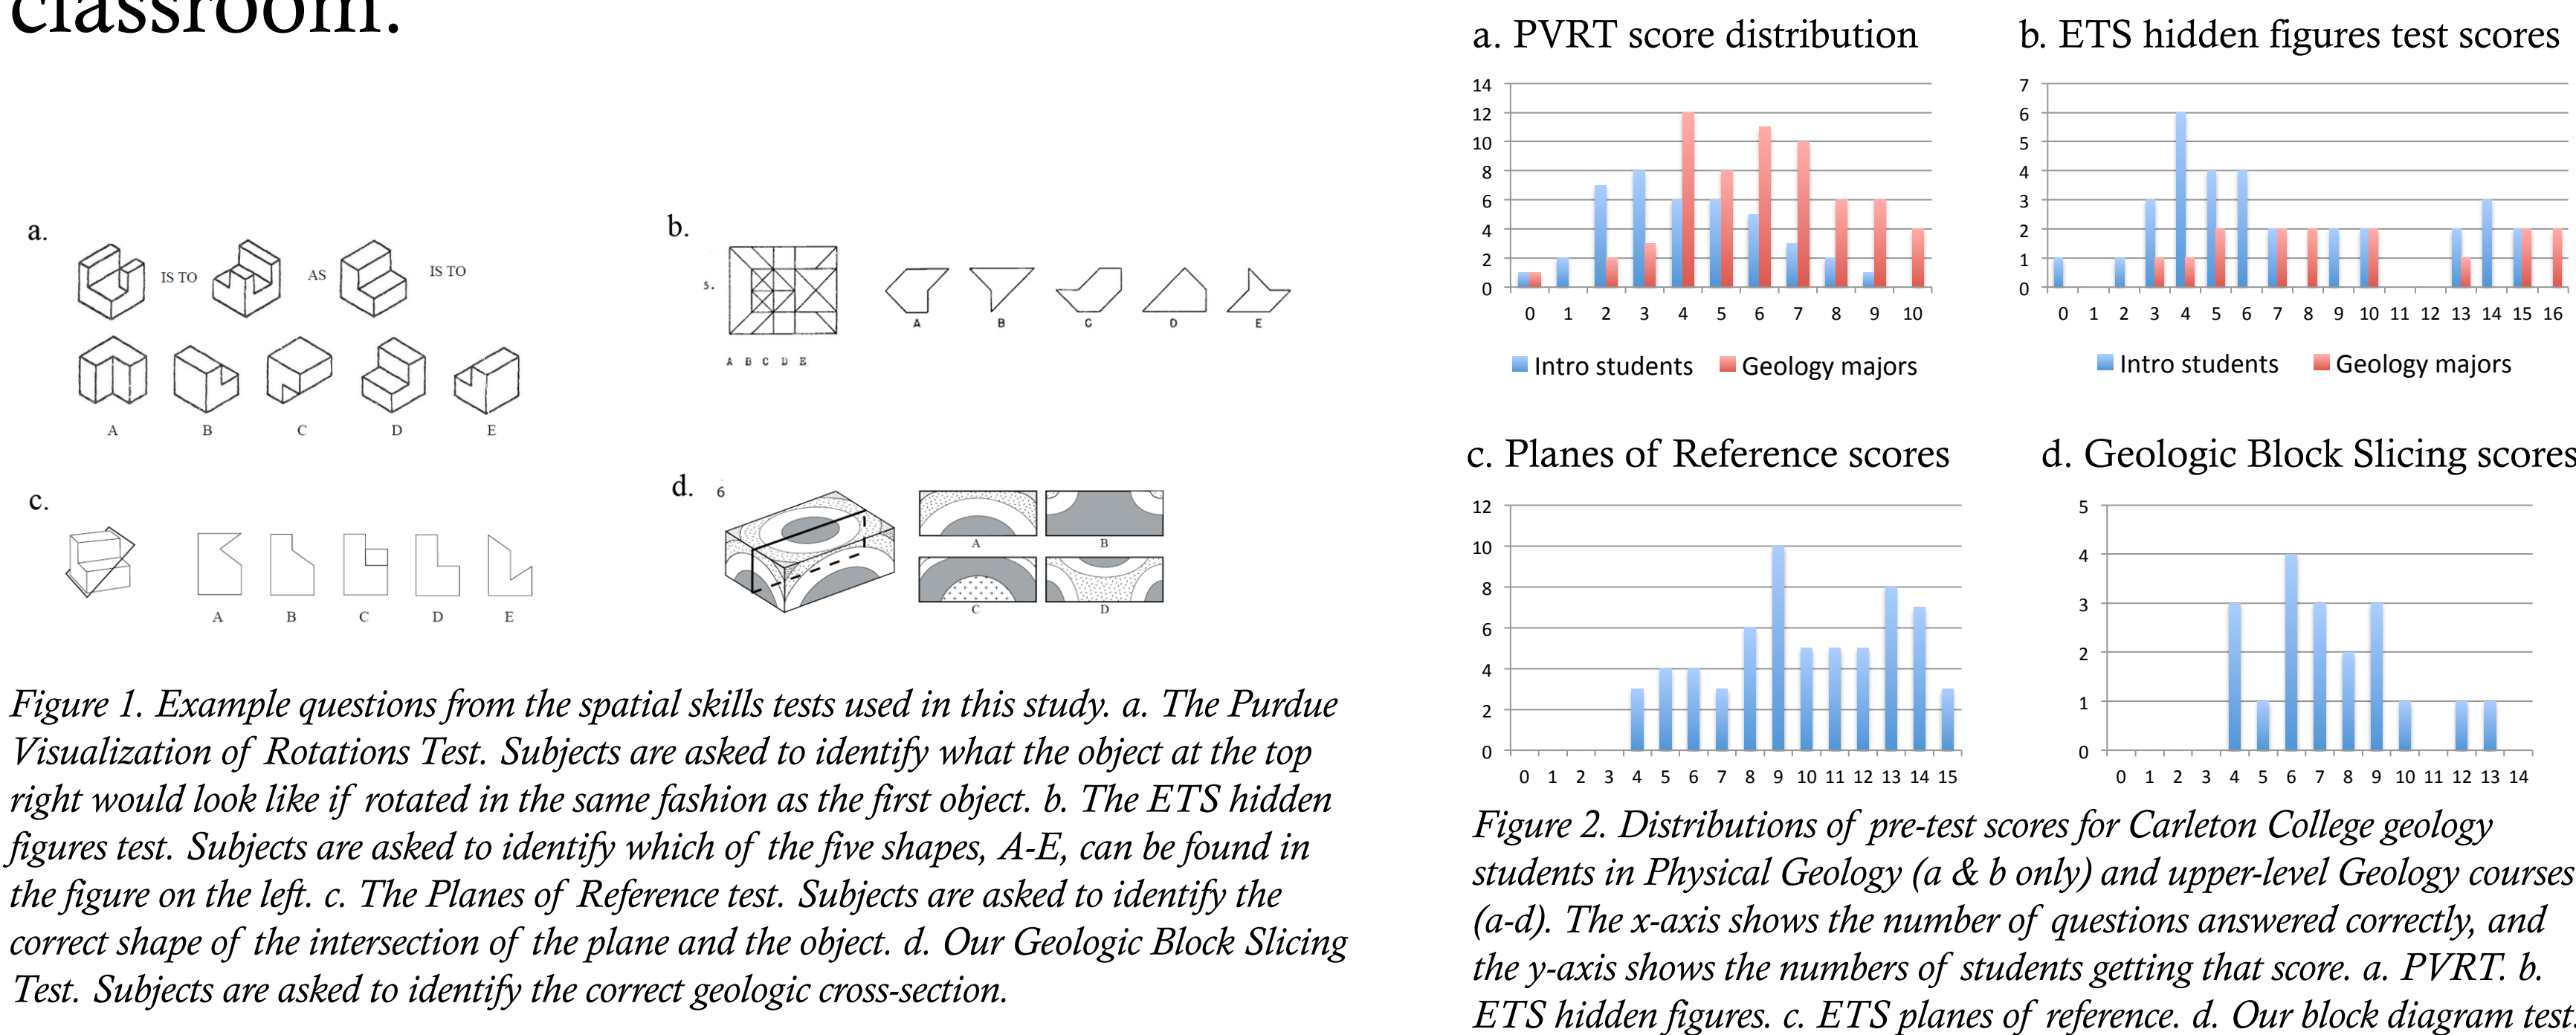 classroom.
a.
IS TO
AS
IS TO
A B C D E
b.
5.
A B C D E
A B C D E
c.
A B C D E
d. 6
A B
C D
Figure 1. Example questions from the spatial skills tests used in this study. a. The Purdue
Visualization of Rotations Test. Subjects are asked to identify what the object at the top
right would look like if rotated in the same fashion as the first object. b. The ETS hidden
figures test. Subjects are asked to identify which of the five shapes, A-E, can be found in
the figure on the left. c. The Planes of Reference test. Subjects are asked to identify the
correct shape of the intersection of the plane and the object. d. Our Geologic Block Slicing
Test. Subjects are asked to identify the correct geologic cross-section.
a. PVRT score distribution
14
12
10
8
6
4
2
0
0 1 2 3 4 5 6 7 8 9 10
Intro students Geology majors
b. ETS hidden figures test scores
7
6
5
4
3
2
1
0
0 1 2 3 4 5 6 7 8 9 10 11 12 13 14 15 16
Intro students Geology majors
c. Planes of Reference scores
12
10
8
6
4
2
0
0 1 2 3 4 5 6 7 8 9 10 11 12 13 14 15
d. Geologic Block Slicing scores
5
4
3
2
1
0
0 1 2 3 4 5 6 7 8 9 10 11 12 13 14
Figure 2. Distributions of pre-test scores for Carleton College geology
students in Physical Geology (a & b only) and upper-level Geology courses
(a-d). The x-axis shows the number of questions answered correctly, and
the y-axis shows the numbers of students getting that score. a. PVRT. b.
ETS hidden figures. c. ETS planes of reference. d. Our block diagram test